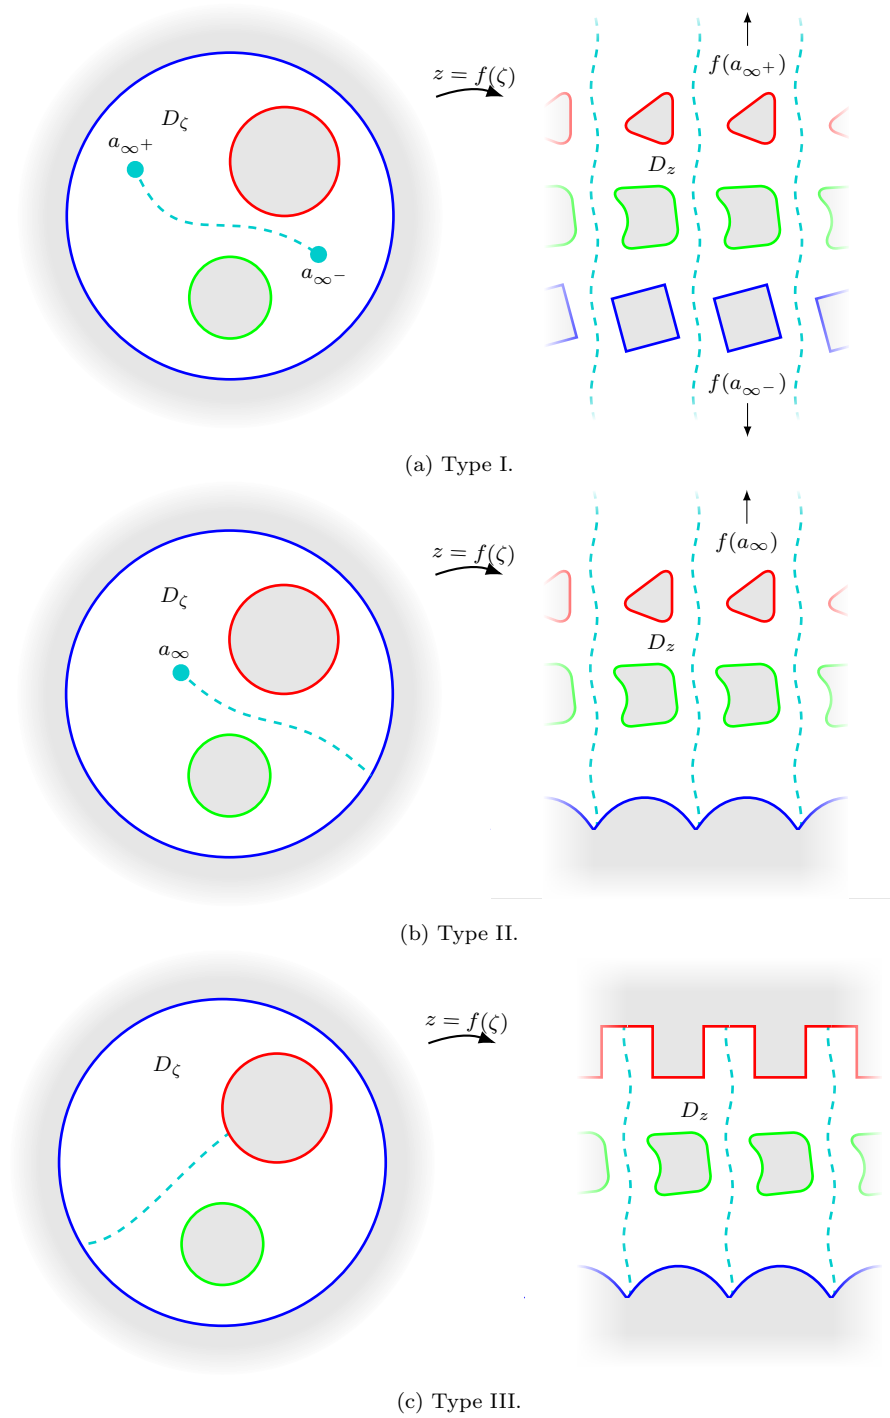 z = f(ζ)
f(a∞+)
D_ζ
a∞+
D_z
a∞−
f(a∞−)
(a) Type I.
z = f(ζ)
f(a∞)
D_ζ
a∞
D_z
(b) Type II.
z = f(ζ)
D_ζ
D_z
(c) Type III.